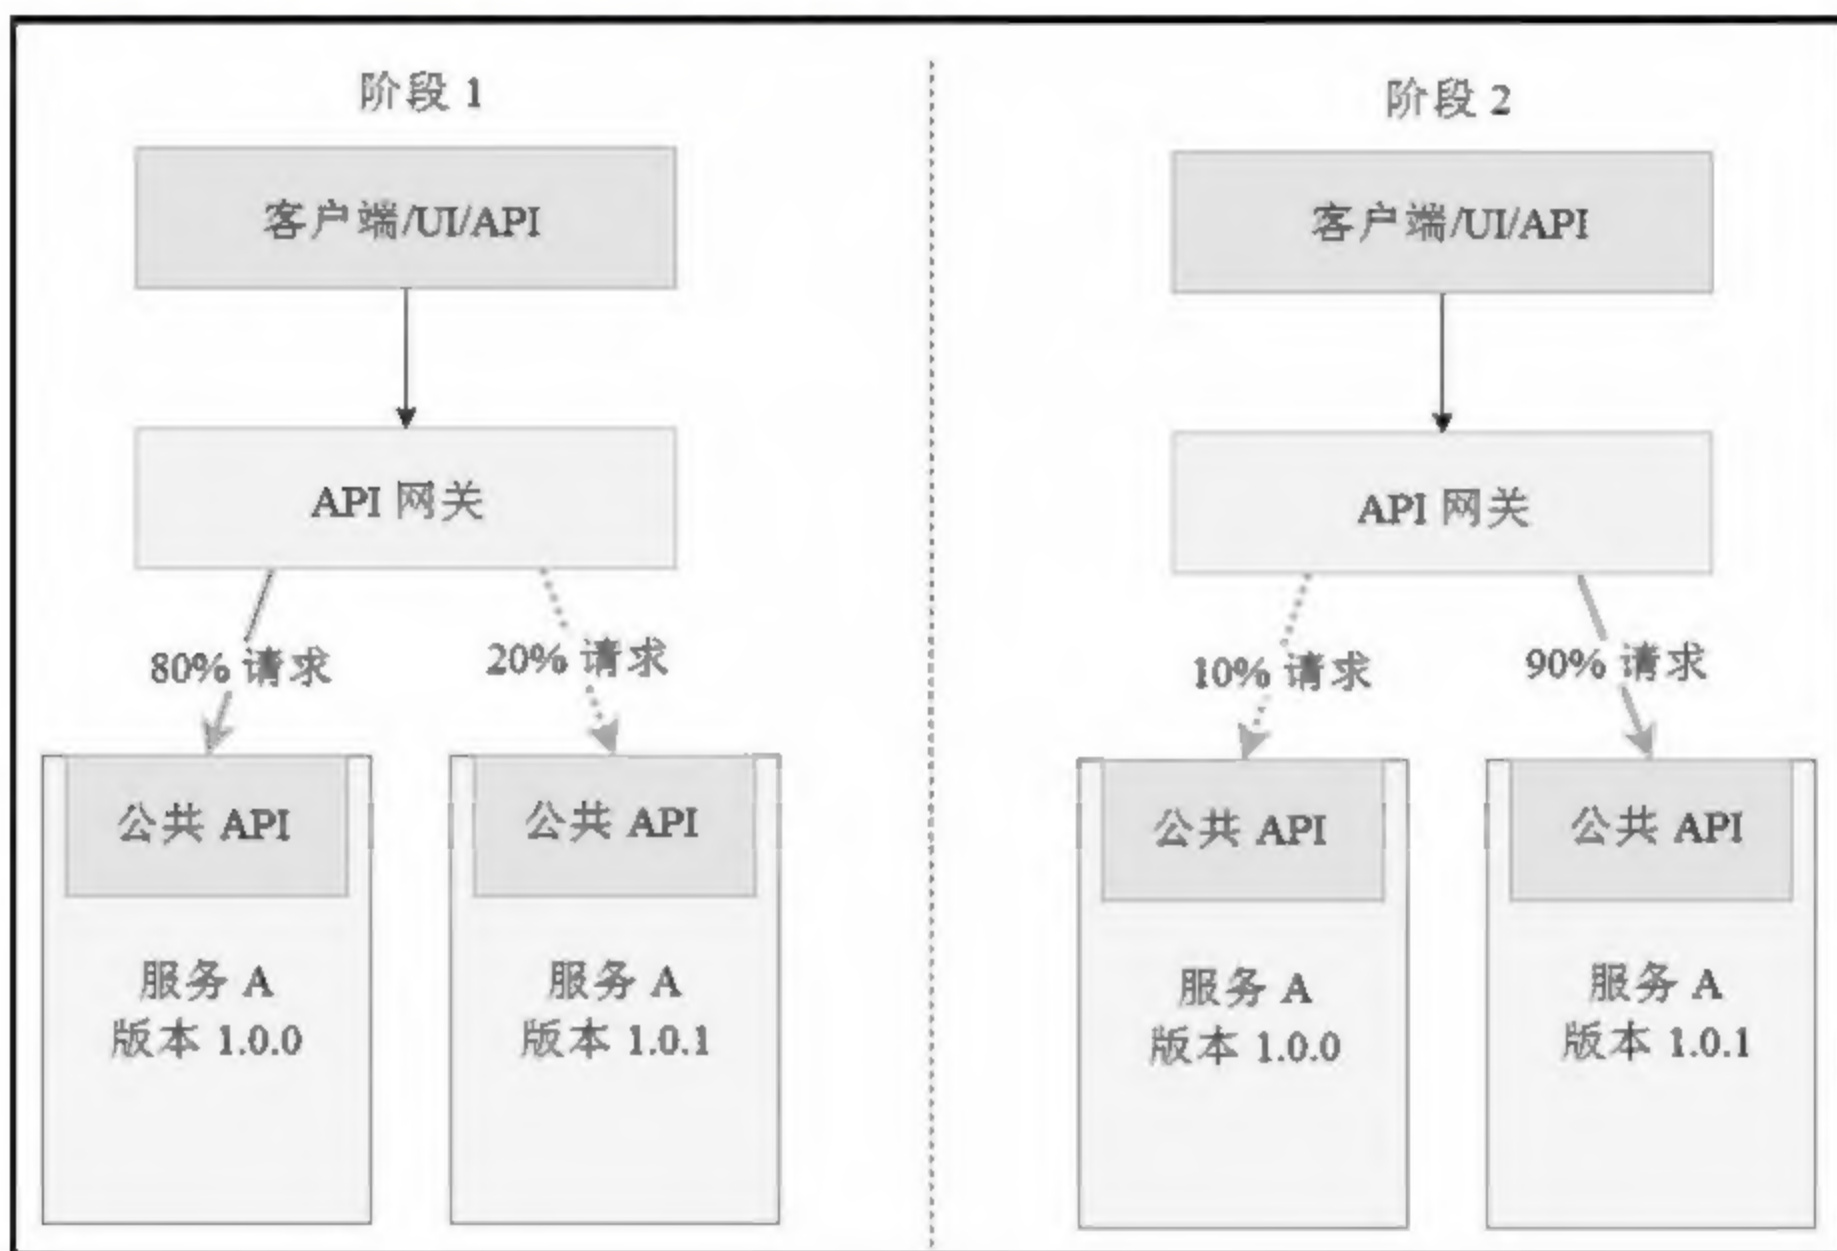 阶段 1
客户端/UI/API
API 网关
80% 请求
20% 请求
公共 API
公共 API
服务 A
版本 1.0.0
服务 A
版本 1.0.1
阶段 2
客户端/UI/API
API 网关
10% 请求
90% 请求
公共 API
公共 API
服务 A
版本 1.0.0
服务 A
版本 1.0.1